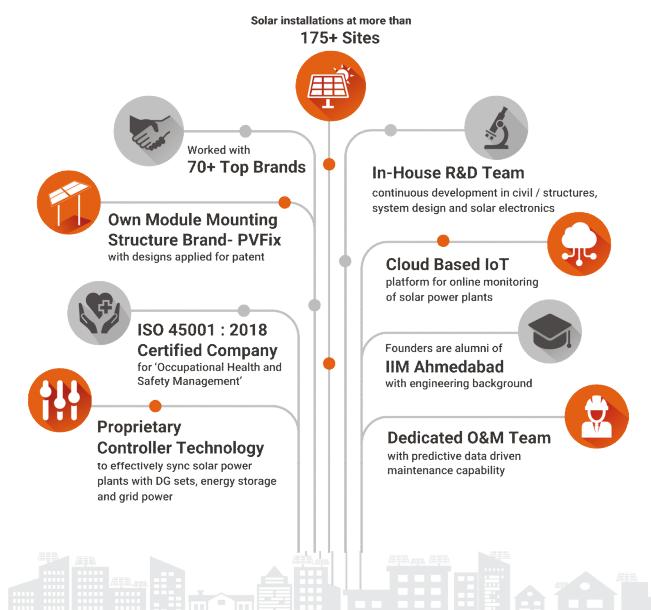 Solar installations at more than
175+ Sites
Worked with
70+ Top Brands
Own Module Mounting
Structure Brand- PVFix
with designs applied for patent
ISO 45001 : 2018
Certified Company
for ‘Occupational Health and
Safety Management’
Proprietary
Controller Technology
to effectively sync solar power
plants with DG sets, energy storage
and grid power
In-House R&D Team
continuous development in civil / structures,
system design and solar electronics
Cloud Based IoT
platform for online monitoring
of solar power plants
Founders are alumni of
IIM Ahmedabad
with engineering background
Dedicated O&M Team
with predictive data driven
maintenance capability